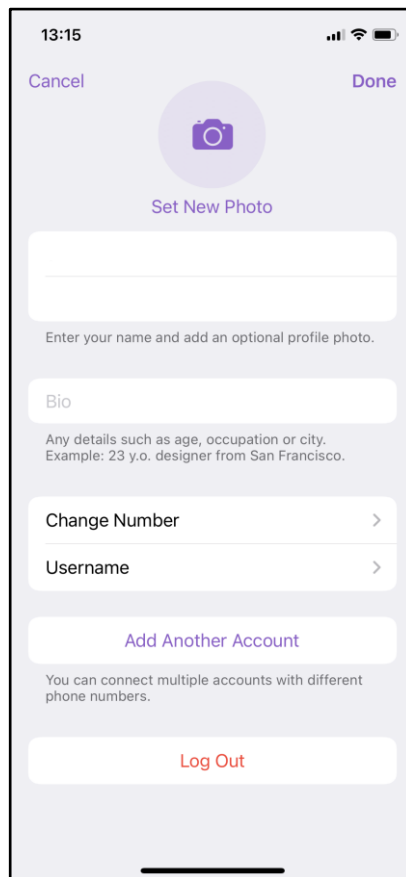 13:15
Cancel
Done
Set New Photo
Enter your name and add an optional profile photo.
Bio
Any details such as age, occupation or city.
Example: 23 y.o. designer from San Francisco.
Change Number
Username
Add Another Account
You can connect multiple accounts with different
phone numbers.
Log Out